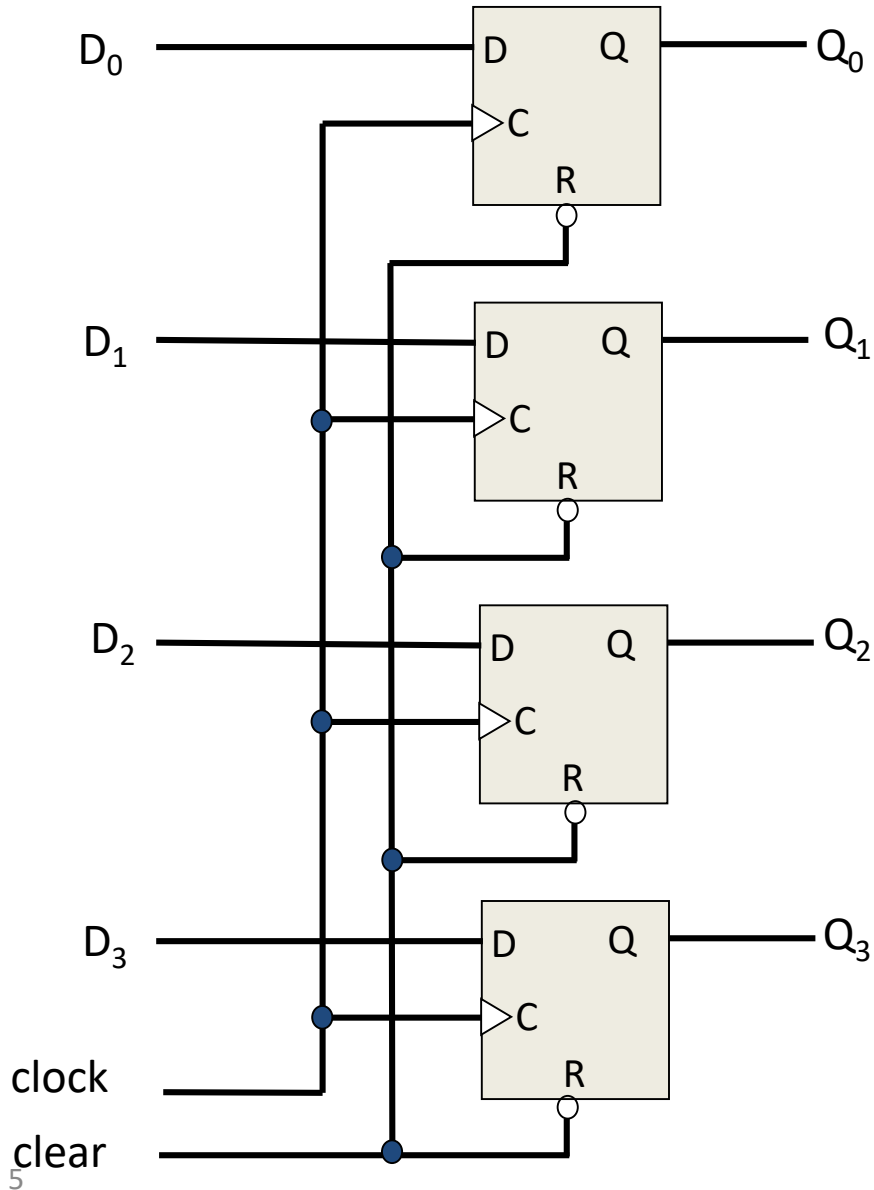 D₀ D Q Q₀
C
R
D₁ D Q Q₁
C
R
D₂ D Q Q₂
C
R
D₃ D Q Q₃
C
R
clock
clear
5